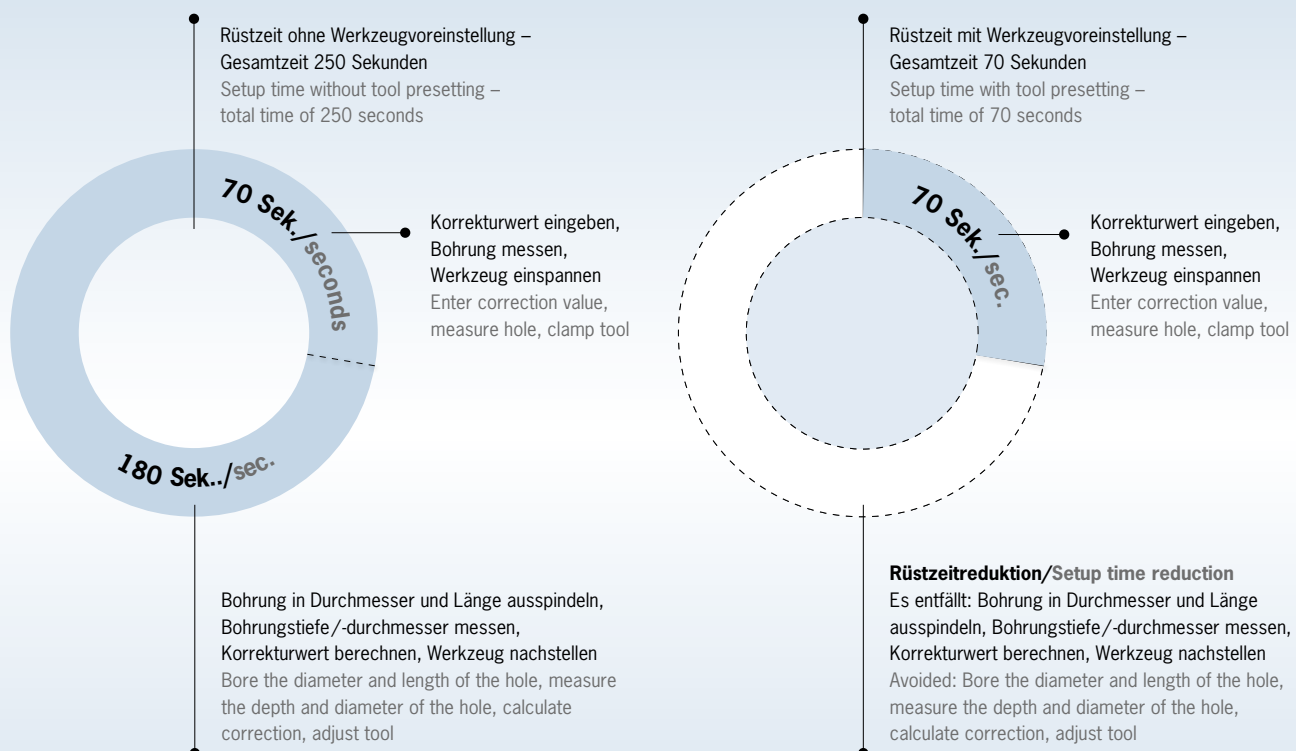 Rüstzeit ohne Werkzeugvoreinstellung –
Gesamtzeit 250 Sekunden
Setup time without tool presetting –
total time of 250 seconds
70 Sek./seconds
Korrekturwert eingeben,
Bohrung messen,
Werkzeug einspannen
Enter correction value,
measure hole, clamp tool
180 Sek../sec.
Bohrung in Durchmesser und Länge ausspindeln,
Bohrungstiefe/-durchmesser messen,
Korrekturwert berechnen, Werkzeug nachstellen
Bore the diameter and length of the hole, measure
the depth and diameter of the hole, calculate
correction, adjust tool
Rüstzeit mit Werkzeugvoreinstellung –
Gesamtzeit 70 Sekunden
Setup time with tool presetting –
total time of 70 seconds
70 Sek./sec.
Korrekturwert eingeben,
Bohrung messen,
Werkzeug einspannen
Enter correction value,
measure hole, clamp tool
Rüstzeitreduktion/Setup time reduction
Es entfällt: Bohrung in Durchmesser und Länge
ausspindeln, Bohrungstiefe/-durchmesser messen,
Korrekturwert berechnen, Werkzeug nachstellen
Avoided: Bore the diameter and length of the hole,
measure the depth and diameter of the hole,
calculate correction, adjust tool